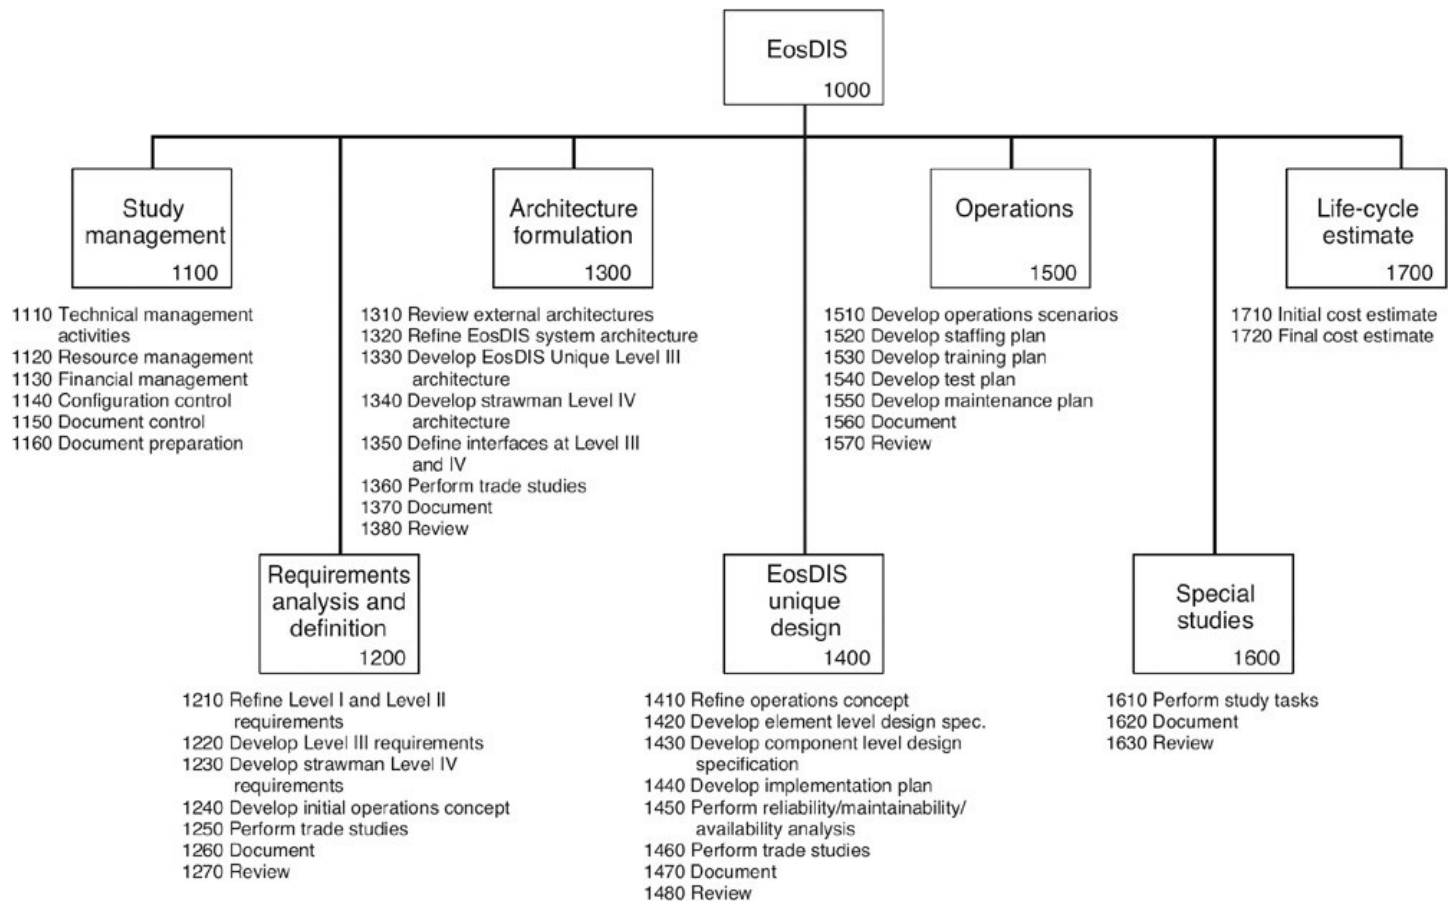 EosDIS
1000
Study
management
1100
1110 Technical management
activities
1120 Resource management
1130 Financial management
1140 Configuration control
1150 Document control
1160 Document preparation
Architecture
formulation
1300
1310 Review external architectures
1320 Refine EosDIS system architecture
1330 Develop EosDIS Unique Level III
architecture
1340 Develop strawman Level IV
architecture
1350 Define interfaces at Level III
and IV
1360 Perform trade studies
1370 Document
1380 Review
Operations
1500
1510 Develop operations scenarios
1520 Develop staffing plan
1530 Develop training plan
1540 Develop test plan
1550 Develop maintenance plan
1560 Document
1570 Review
Life-cycle
estimate
1700
1710 Initial cost estimate
1720 Final cost estimate
Requirements
analysis and
definition
1200
1210 Refine Level I and Level II
requirements
1220 Develop Level III requirements
1230 Develop strawman Level IV
requirements
1240 Develop initial operations concept
1250 Perform trade studies
1260 Document
1270 Review
EosDIS
unique
design
1400
1410 Refine operations concept
1420 Develop element level design spec.
1430 Develop component level design
specification
1440 Develop implementation plan
1450 Perform reliability/maintainability/
availability analysis
1460 Perform trade studies
1470 Document
1480 Review
Special
studies
1600
1610 Perform study tasks
1620 Document
1630 Review